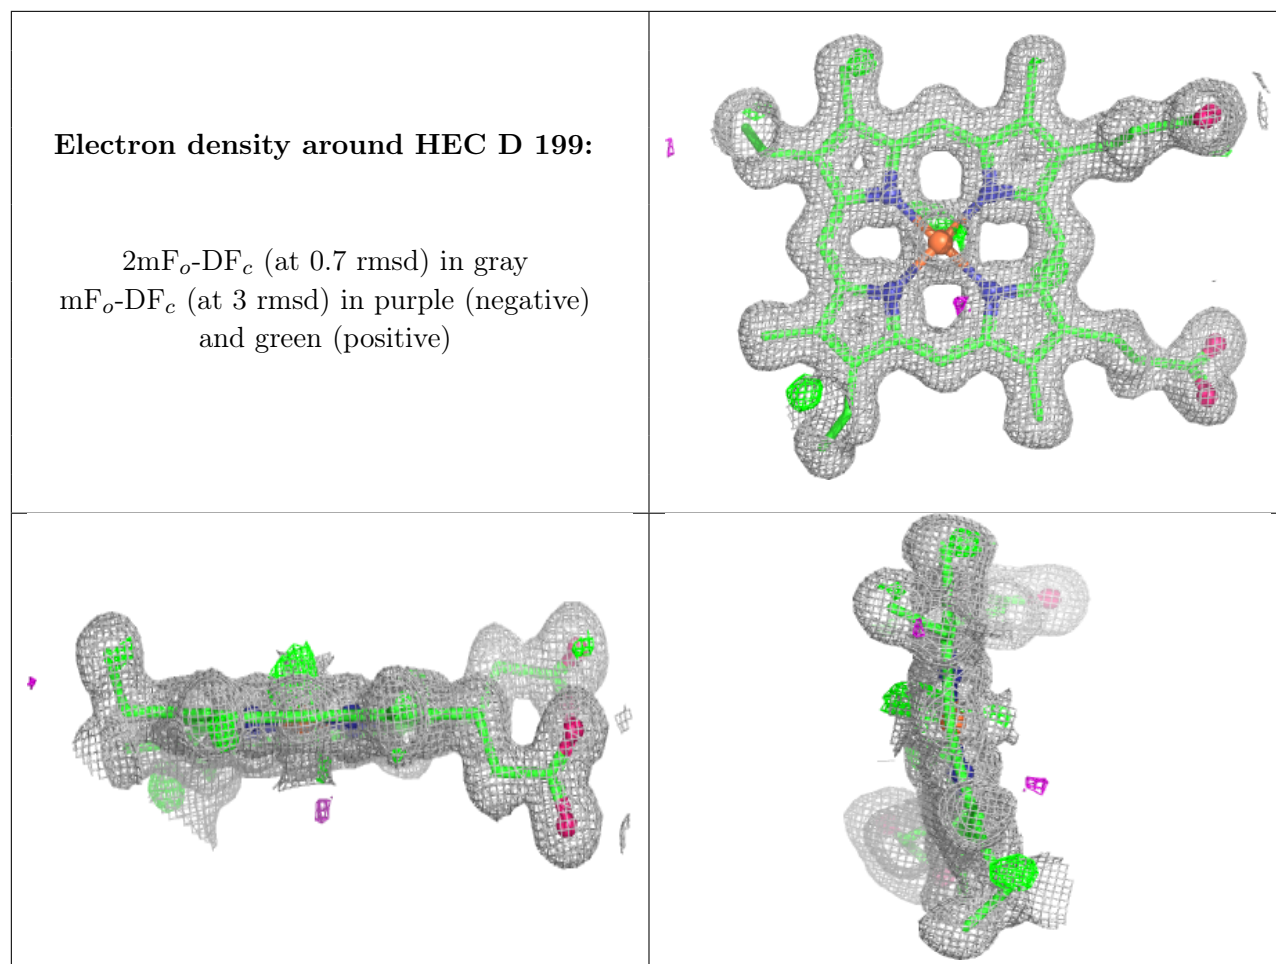 Electron density around HEC D 199:
2mFo-DFc (at 0.7 rmsd) in gray
mFo-DFc (at 3 rmsd) in purple (negative)
and green (positive)